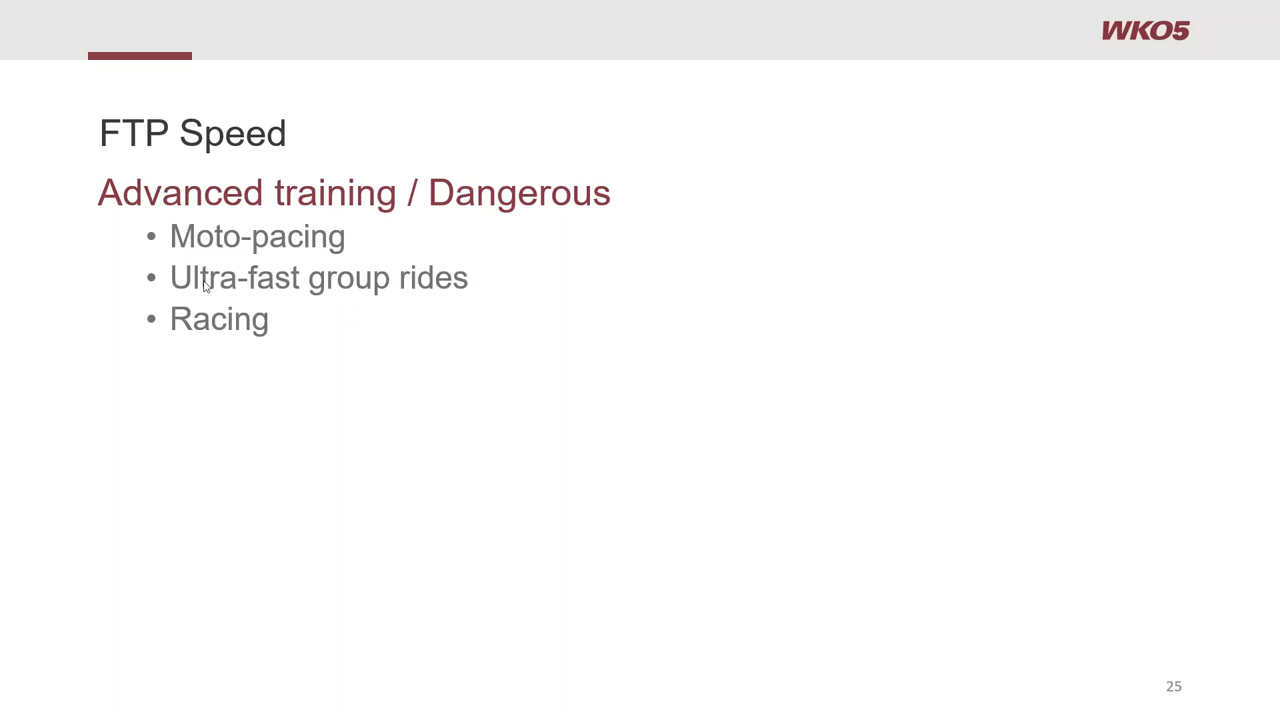 WKO5
FTP Speed
Advanced training / Dangerous
• Moto-pacing
• Ultra-fast group rides
• Racing
25